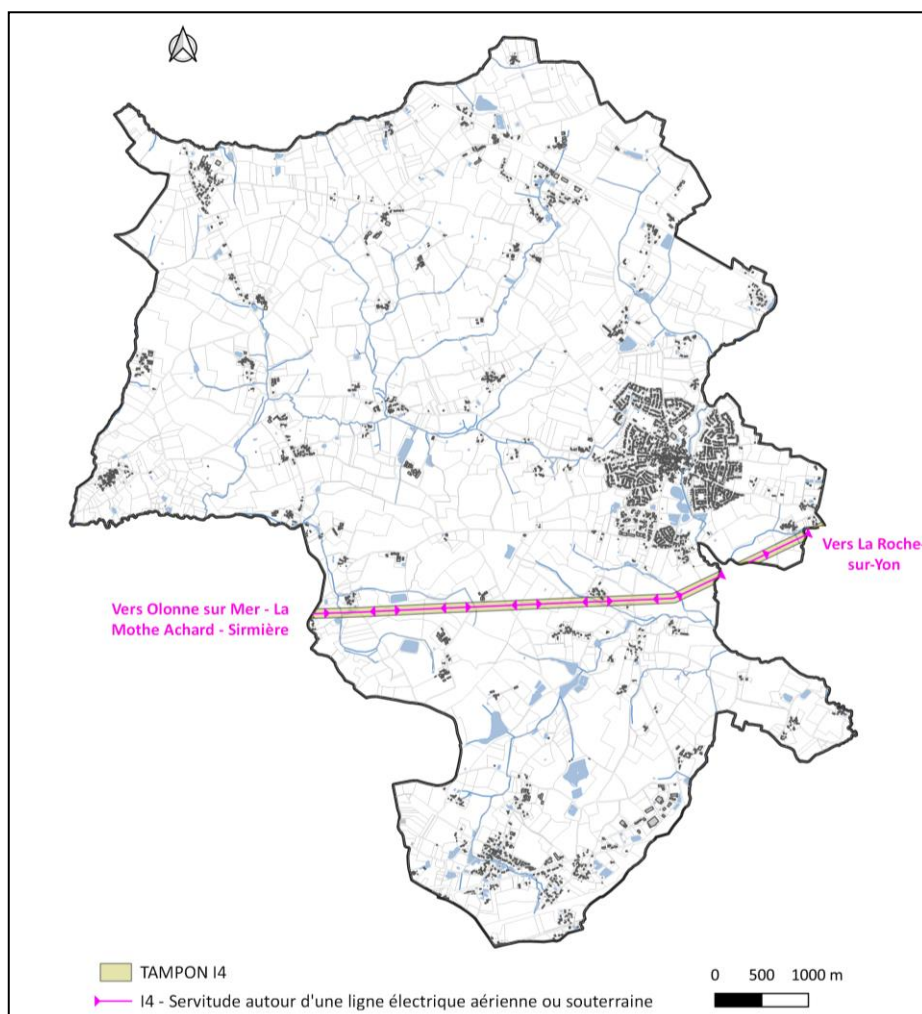 Vers La Roche-
sur-Yon
Vers Olonne sur Mer - La
Mothe Achard - Sirmière
TAMPON I4
I4 - Servitude autour d'une ligne électrique aérienne ou souterraine
0 500 1000 m